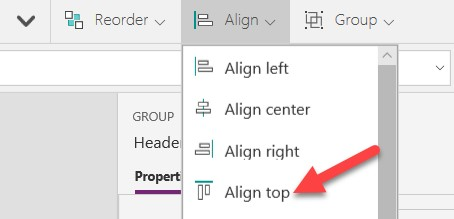 Reorder Align Group
Align left
Align center
GROUP
Header
Align right
Propert
Align top